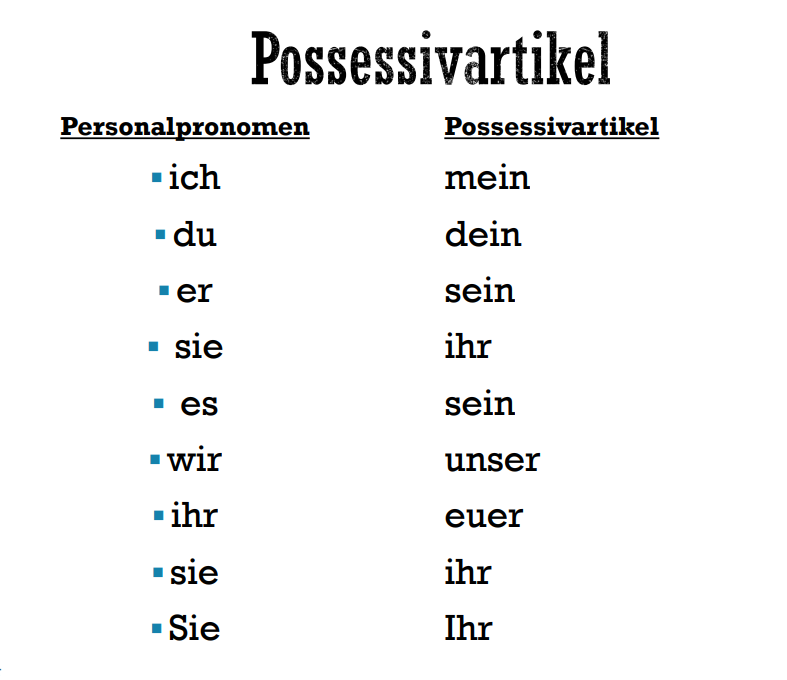 Possessivartikel
Personalpronomen Possessivartikel
▪ ich mein
▪ du dein
▪ er sein
▪ sie ihr
▪ es sein
▪ wir unser
▪ ihr euer
▪ sie ihr
▪ Sie Ihr